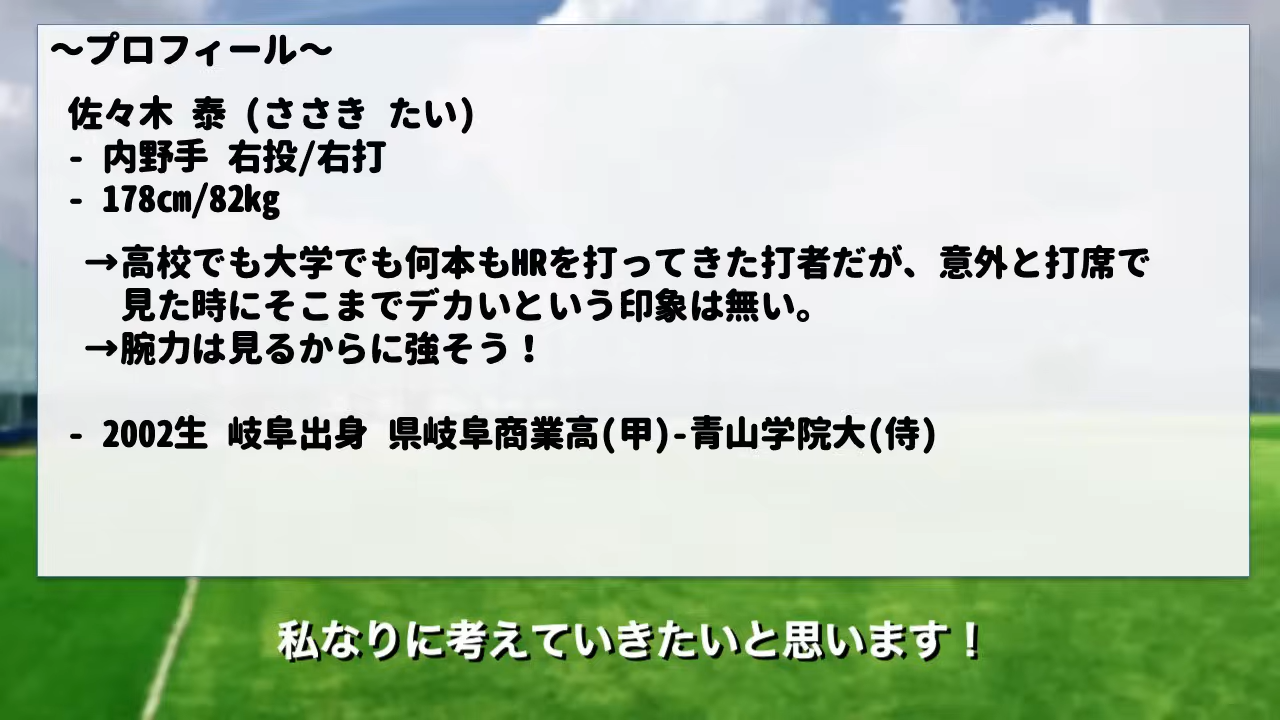 ～プロフィール～
佐々木 泰 (ささき たい)
- 内野手 右投/右打
- 178㎝/82kg
→高校でも大学でも何本もHRを打ってきた打者だが、意外と打席で
見た時にそこまでデカいという印象は無い。
→腕力は見るからに強そう！
- 2002生 岐阜出身 県岐阜商業高(甲)-青山学院大(侍)
私なりに考えていきたいと思います！